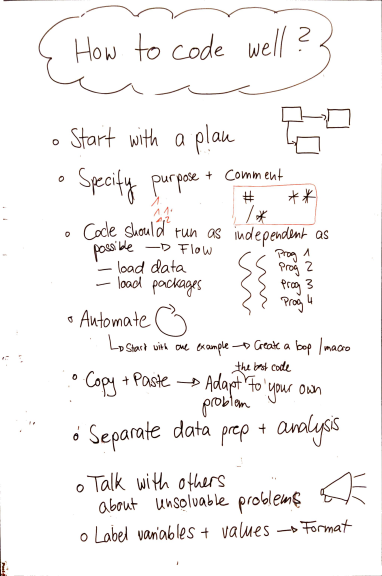 How to code well?
Start with a plan
Specify purpose + Comment
# **
/*
Code should run as independent as
possible → Flow
— load data
— load packages
Prog 1
Prog 2
Prog 3
Prog 4
Automate
↳ Start with one example → Create a loop / macro
the best code
Copy + Paste → Adapt to your own
problem
Separate data prep + analysis
Talk with others
about unsolvable problems
Label variables + values → Format